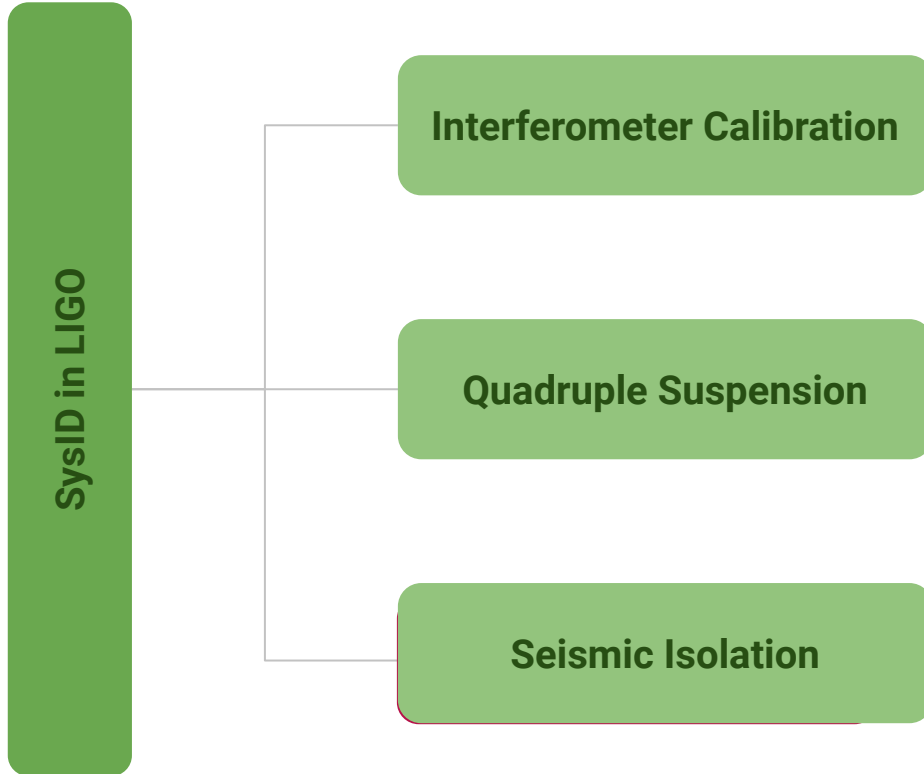 SysID in LIGO
Interferometer Calibration
Quadruple Suspension
Seismic Isolation